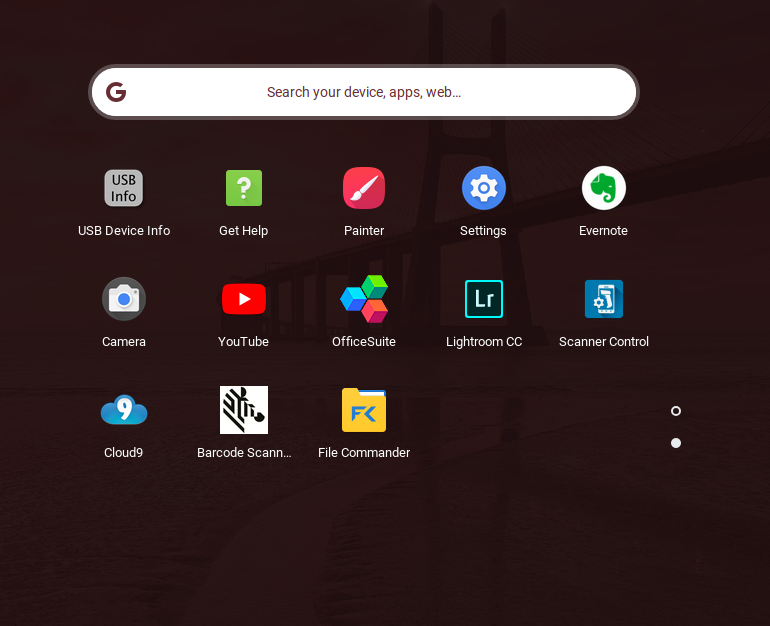 Search your device, apps, web...
USB
Info
USB Device Info
Get Help
Painter
Settings
Evernote
Camera
YouTube
OfficeSuite
Lr
Lightroom CC
Scanner Control
9
Cloud9
Barcode Scann...
FK
File Commander